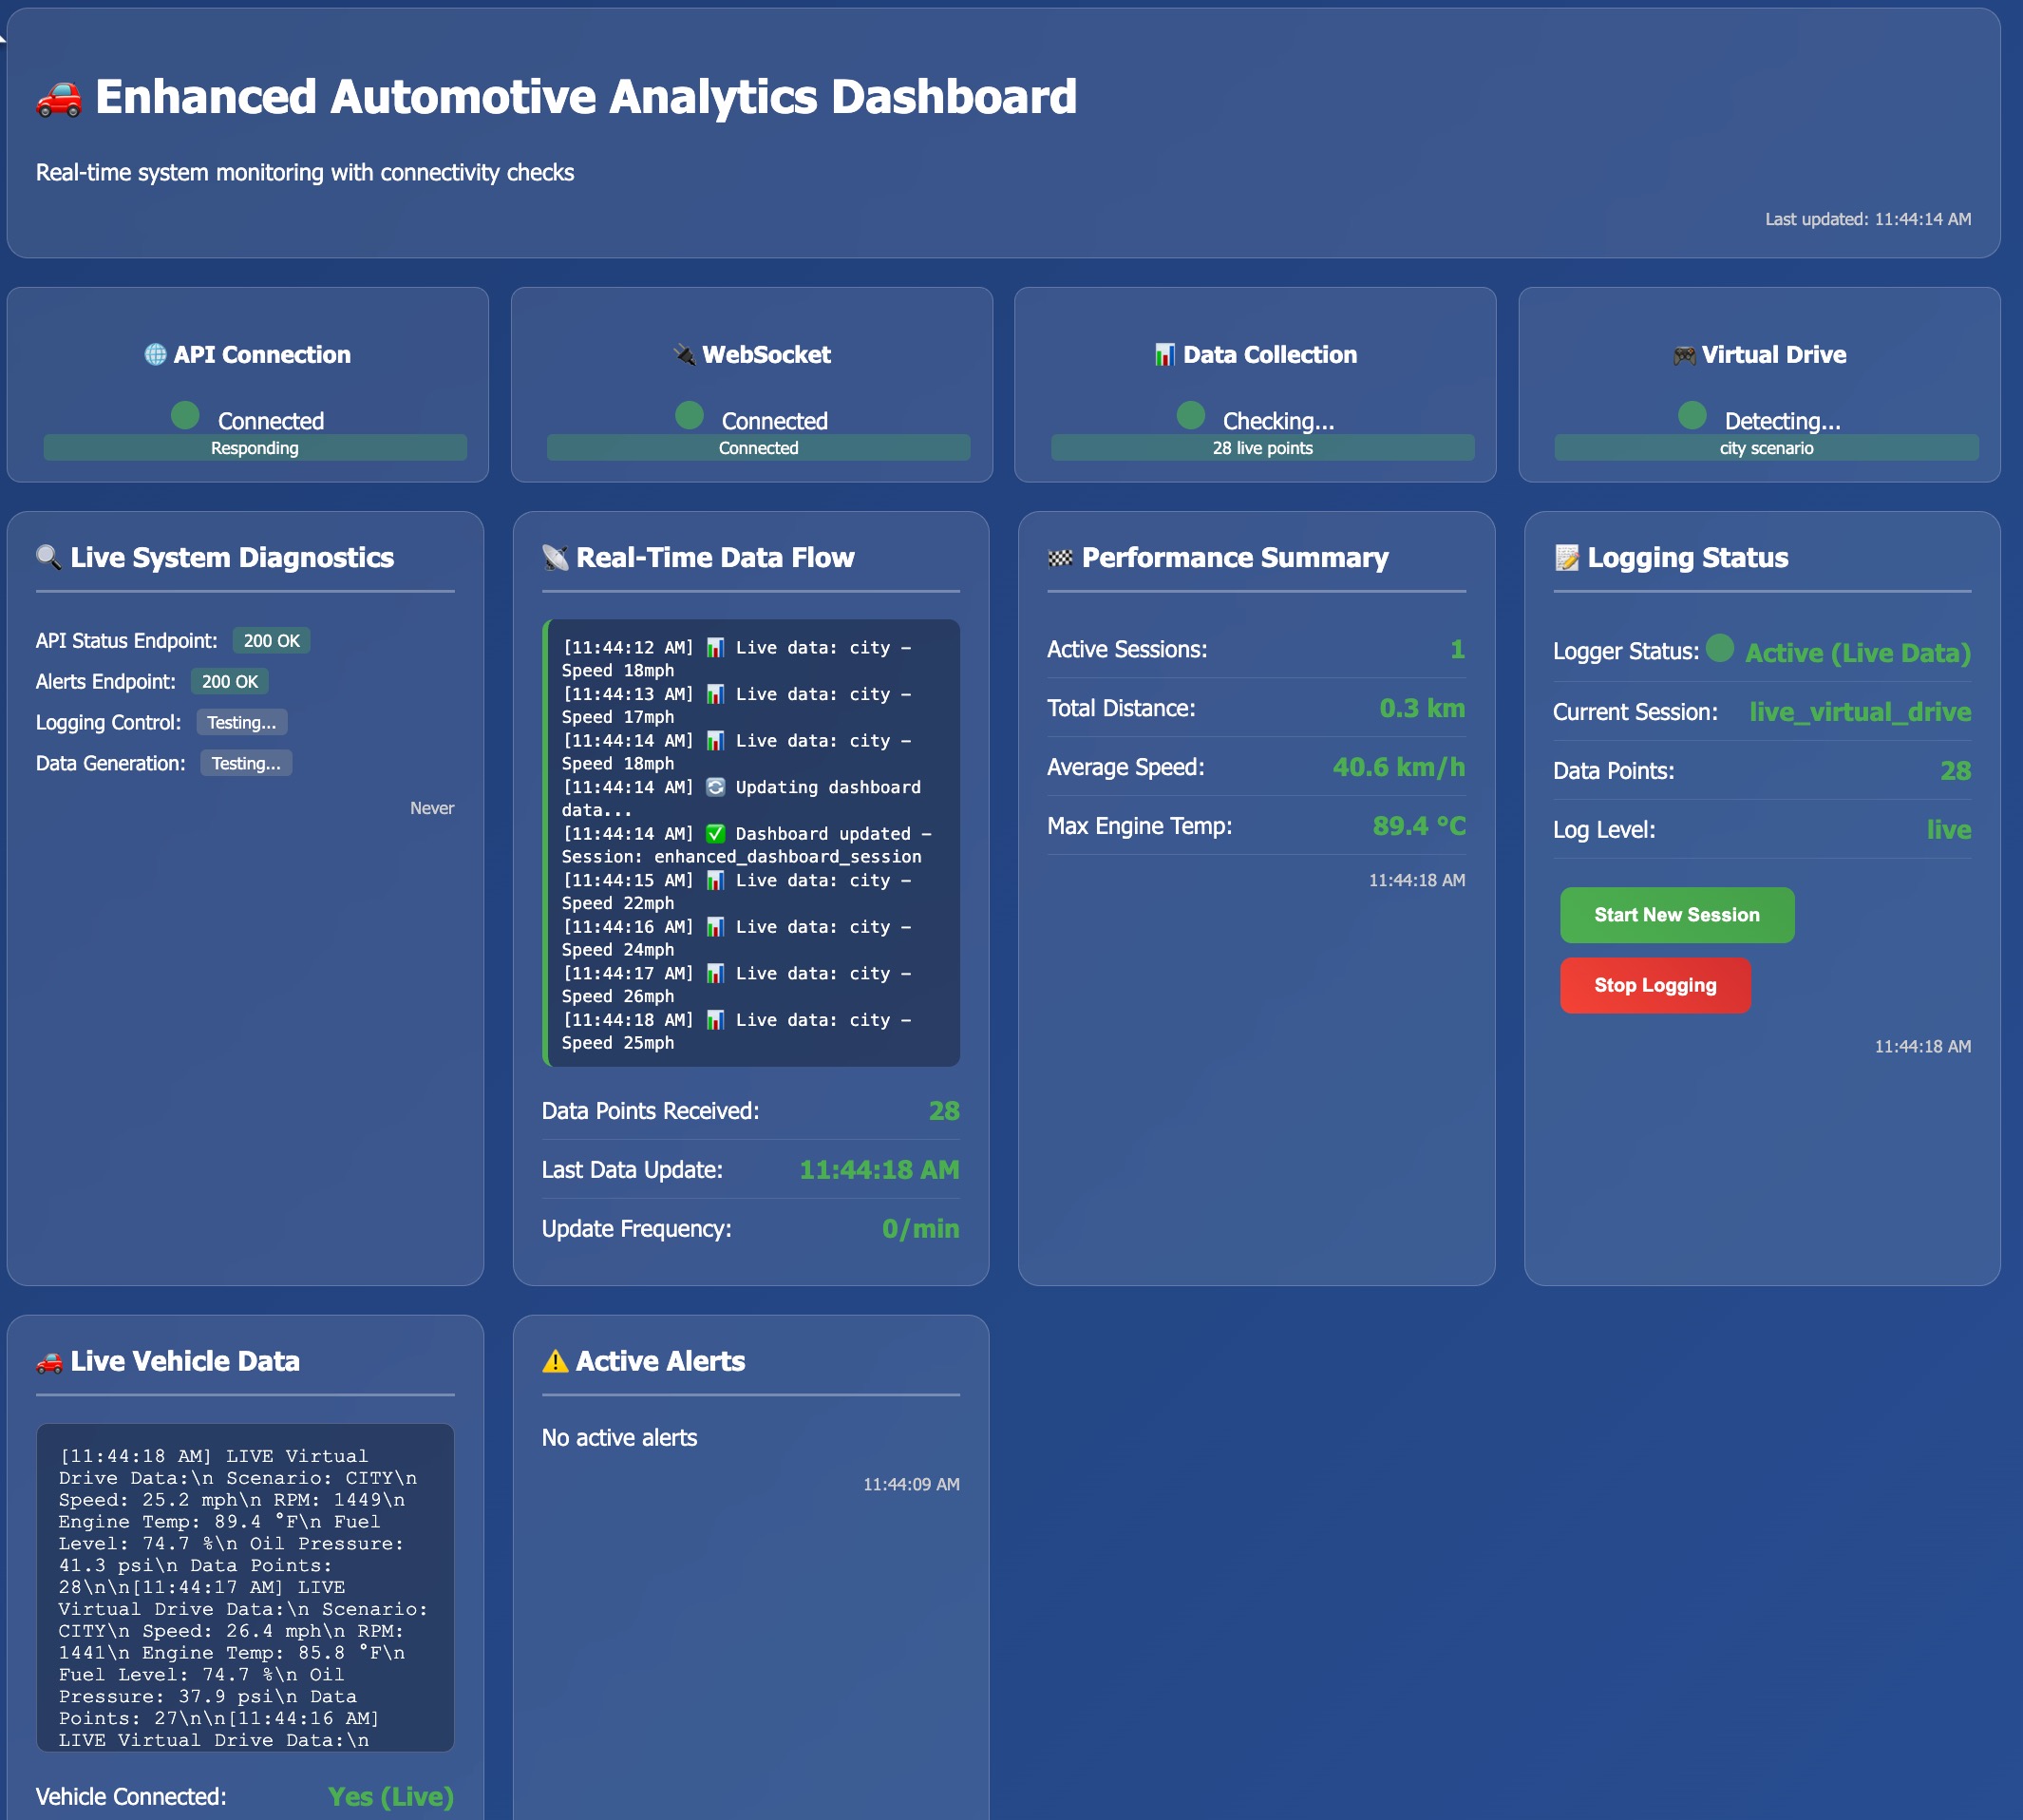 Enhanced Automotive Analytics Dashboard
Real-time system monitoring with connectivity checks
Last updated: 11:44:14 AM
API Connection
Connected
Responding
WebSocket
Connected
Connected
Data Collection
Checking...
28 live points
Virtual Drive
Detecting...
city scenario
Live System Diagnostics
API Status Endpoint: 200 OK
Alerts Endpoint: 200 OK
Logging Control: Testing...
Data Generation: Testing...
Never
Real-Time Data Flow
[11:44:12 AM] 📊 Live data: city –
Speed 18mph
[11:44:13 AM] 📊 Live data: city –
Speed 17mph
[11:44:14 AM] 📊 Live data: city –
Speed 18mph
[11:44:14 AM] 🔄 Updating dashboard
data...
[11:44:14 AM] ✅ Dashboard updated –
Session: enhanced_dashboard_session
[11:44:15 AM] 📊 Live data: city –
Speed 22mph
[11:44:16 AM] 📊 Live data: city –
Speed 24mph
[11:44:17 AM] 📊 Live data: city –
Speed 26mph
[11:44:18 AM] 📊 Live data: city –
Speed 25mph
Data Points Received: 28
Last Data Update: 11:44:18 AM
Update Frequency: 0/min
Performance Summary
Active Sessions: 1
Total Distance: 0.3 km
Average Speed: 40.6 km/h
Max Engine Temp: 89.4 °C
11:44:18 AM
Logging Status
Logger Status: Active (Live Data)
Current Session: live_virtual_drive
Data Points: 28
Log Level: live
Start New Session
Stop Logging
11:44:18 AM
Live Vehicle Data
[11:44:18 AM] LIVE Virtual
Drive Data:\n Scenario: CITY\n
Speed: 25.2 mph\n RPM: 1449\n
Engine Temp: 89.4 °F\n Fuel
Level: 74.7 %\n Oil Pressure:
41.3 psi\n Data Points:
28\n\n[11:44:17 AM] LIVE
Virtual Drive Data:\n Scenario:
CITY\n Speed: 26.4 mph\n RPM:
1441\n Engine Temp: 85.8 °F\n
Fuel Level: 74.7 %\n Oil
Pressure: 37.9 psi\n Data
Points: 27\n\n[11:44:16 AM]
LIVE Virtual Drive Data:\n
Vehicle Connected: Yes (Live)
Active Alerts
No active alerts
11:44:09 AM